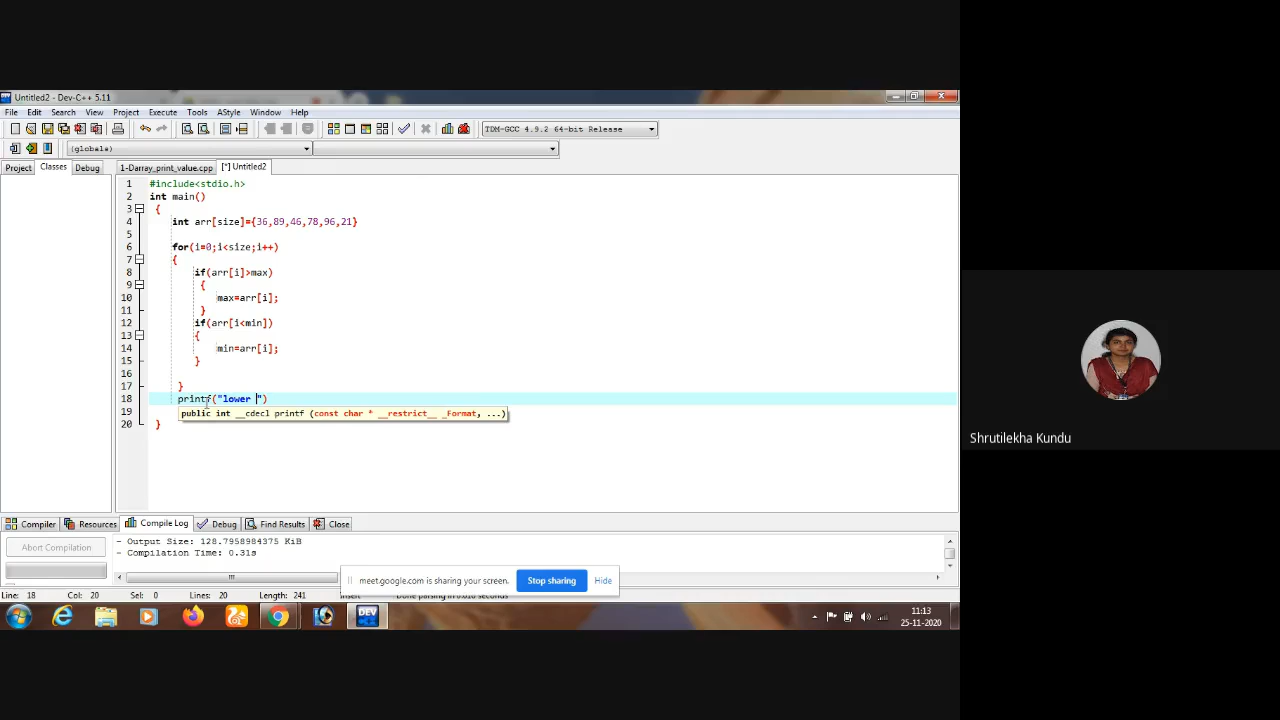 Untitled2 - Dev-C++ 5.11
File Edit Search View Project Execute Tools AStyle Window Help
TDM-GCC 4.9.2 64-bit Release
(globals)
Project Classes Debug 1-Darray_print_value.cpp [*] Untitled2
1 #include<stdio.h>
2 int main()
3 {
4 int arr[size]={36,89,46,78,96,21}
5
6 for(i=0;i<size;i++)
7 {
8 if(arr[i]>max)
9 {
10 max=arr[i];
11 }
12 if(arr[i<min])
13 {
14 min=arr[i];
15 }
16
17 }
18 printf("lower ")
19 public int __cdecl printf (const char * __restrict__ _Format, ...)
20 }
Shrutilekha Kundu
Compiler Resources Compile Log Debug Find Results Close
Abort Compilation
- Output Size: 128.7958984375 KiB
- Compilation Time: 0.31s
meet.google.com is sharing your screen. Stop sharing Hide
Line: 18 Col: 20 Sel: 0 Lines: 20 Length: 241 Insert Done parsing in seconds
DEV
11:13
25-11-2020